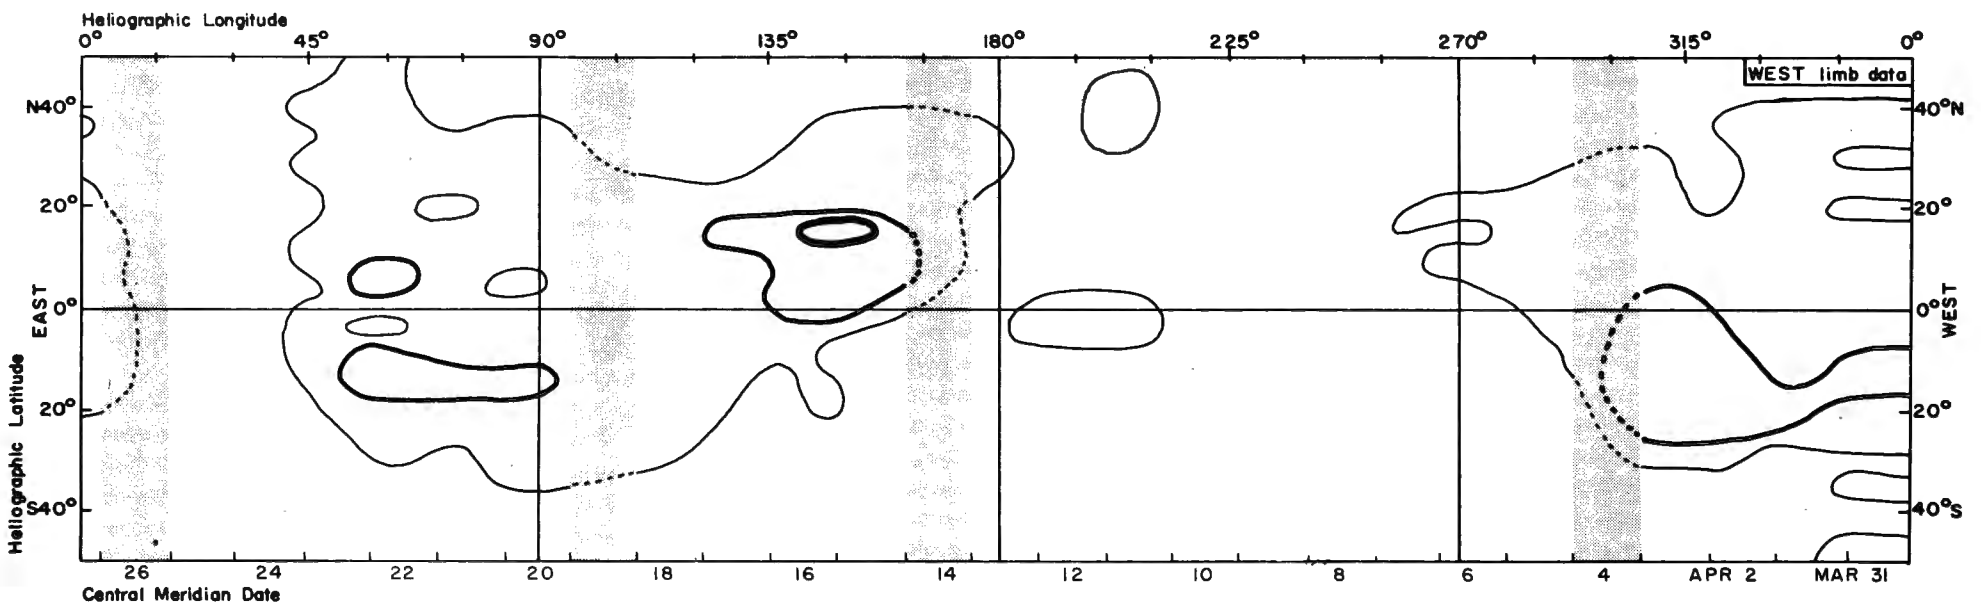 Heliographic Longitude
0° 45° 90° 135° 180° 225° 270° 315° 0°
WEST limb data
N40° 40°N
20° 20°
EAST 0° 0° WEST
20° 20°
S40° 40°S
Heliographic Latitude
26 24 22 20 18 16 14 12 10 8 6 4 APR 2 MAR 31
Central Meridian Date